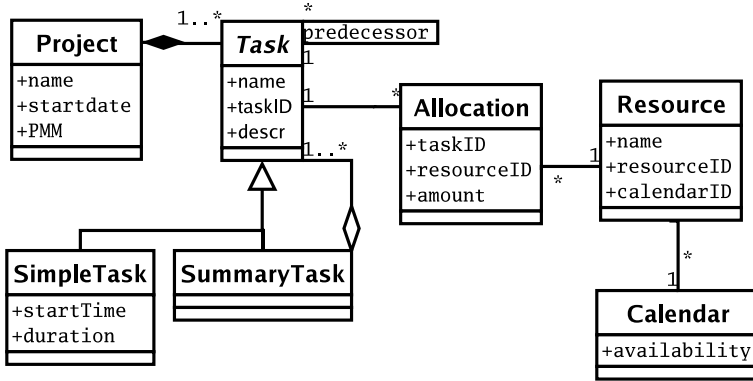 1..*
*
Project
Task
predecessor
+name
+startdate
+PMM
+name
+taskID
+descr
1
1
*
1..*
Allocation
+taskID
+resourceID
+amount
1
*
Resource
+name
+resourceID
+calendarID
*
1
SimpleTask
+startTime
+duration
SummaryTask
Calendar
+availability